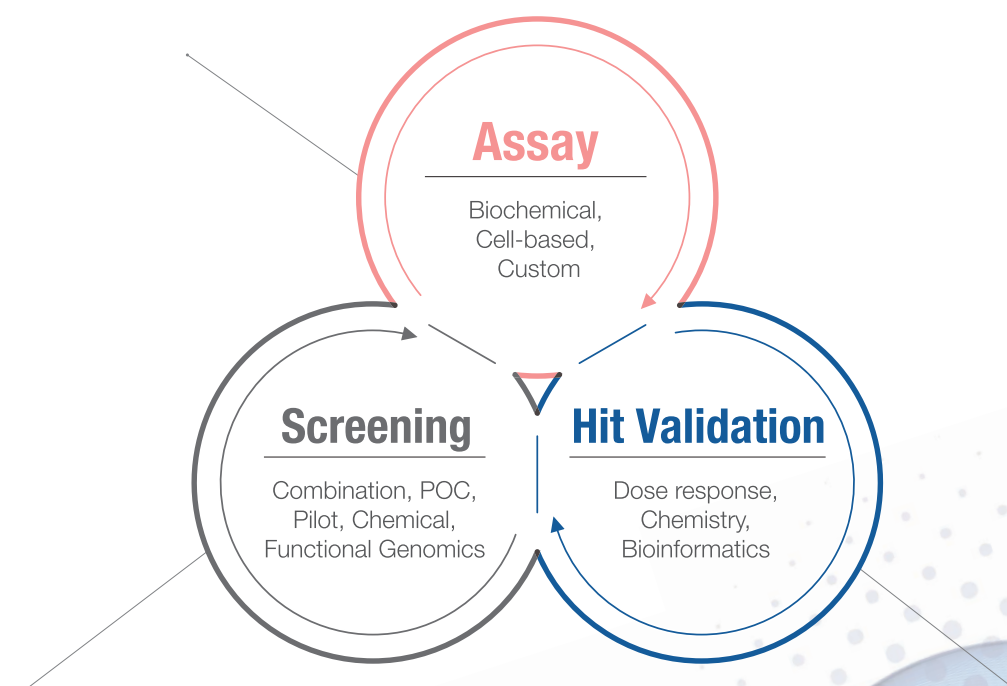 Assay
Biochemical,
Cell-based,
Custom
Screening
Combination, POC,
Pilot, Chemical,
Functional Genomics
Hit Validation
Dose response,
Chemistry,
Bioinformatics